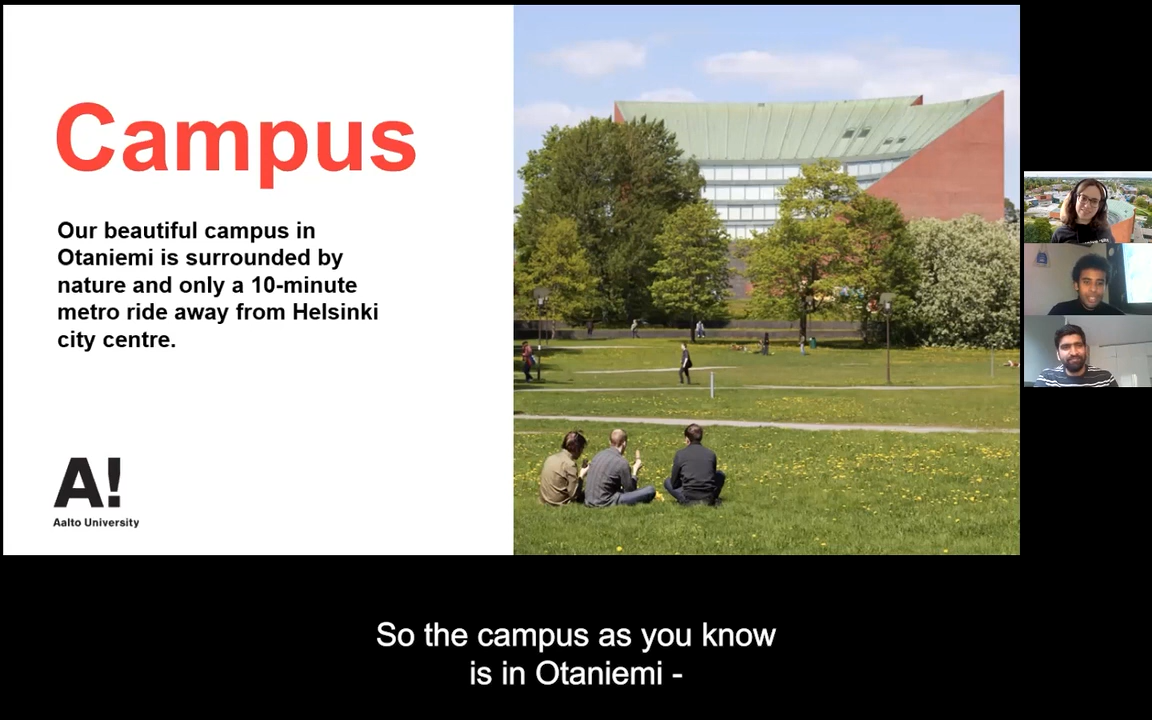 Campus
Our beautiful campus in
Otaniemi is surrounded by
nature and only a 10-minute
metro ride away from Helsinki
city centre.
A!
Aalto University
So the campus as you know
is in Otaniemi -